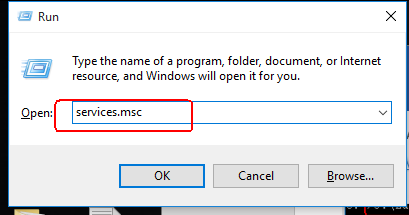 Run
Type the name of a program, folder, document, or Internet
resource, and Windows will open it for you.
Open: services.msc
OK Cancel Browse...